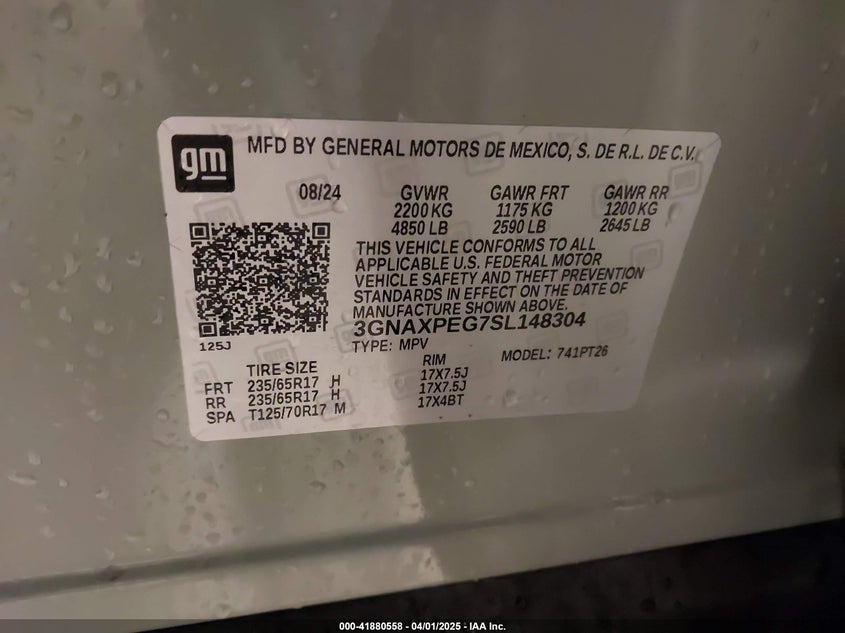 gm
MFD BY GENERAL MOTORS DE MEXICO, S. DE R.L. DE C.V.
08/24 GVWR GAWR FRT GAWR RR
2200 KG 1175 KG 1200 KG
4850 LB 2590 LB 2645 LB
THIS VEHICLE CONFORMS TO ALL
APPLICABLE U.S. FEDERAL MOTOR
VEHICLE SAFETY AND THEFT PREVENTION
STANDARDS IN EFFECT ON THE DATE OF
MANUFACTURE SHOWN ABOVE.
3GNAXPEG7SL148304
125J TYPE: MPV MODEL: 741PT26
TIRE SIZE RIM
FRT 235/65R17 H 17X7.5J
RR 235/65R17 H 17X7.5J
SPA T125/70R17 M 17X4BT
000-41880558 - 04/01/2025 - IAA Inc.